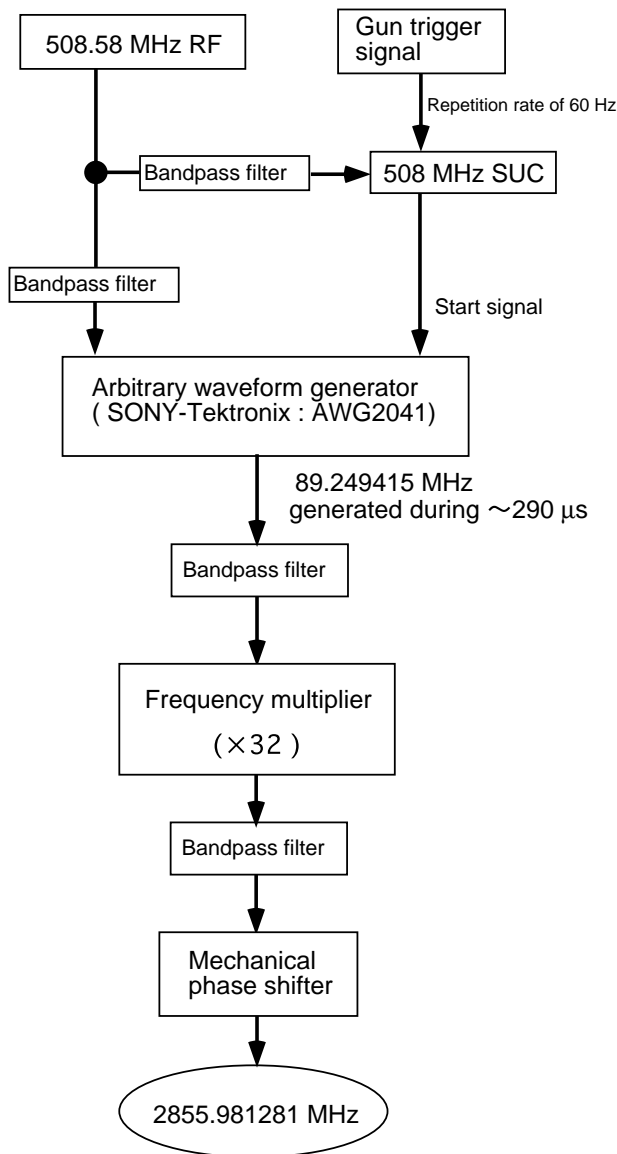 508.58 MHz RF
Gun trigger
signal
Repetition rate of 60 Hz
Bandpass filter
508 MHz SUC
Bandpass filter
Start signal
Arbitrary waveform generator
( SONY-Tektronix : AWG2041)
89.249415 MHz
generated during ～290 μs
Bandpass filter
Frequency multiplier
(×32 )
Bandpass filter
Mechanical
phase shifter
2855.981281 MHz